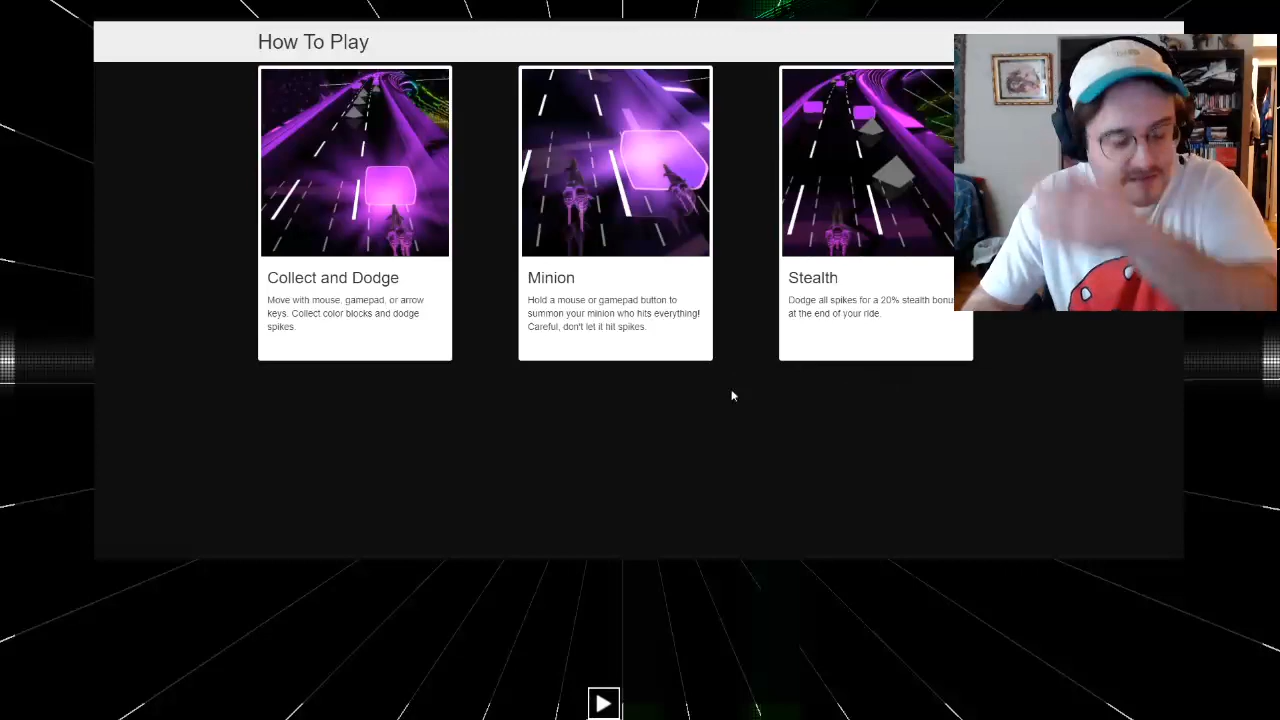 How To Play
Collect and Dodge
Move with mouse, gamepad, or arrow
keys. Collect color blocks and dodge
spikes.
Minion
Hold a mouse or gamepad button to
summon your minion who hits everything!
Careful, don't let it hit spikes.
Stealth
Dodge all spikes for a 20% stealth
at the end of your ride.